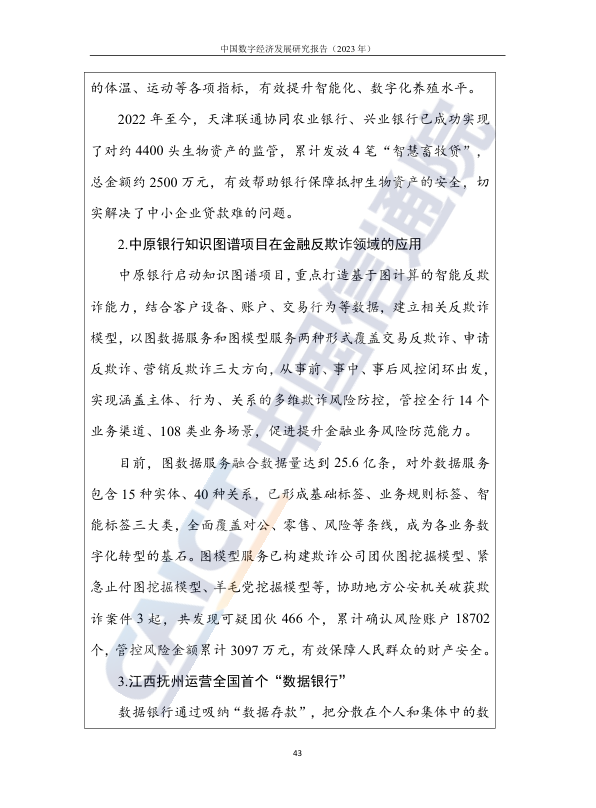 中国数字经济发展研究报告（2023 年）
的体温、运动等各项指标，有效提升智能化、数字化养殖水平。
2022 年至今，天津联通协同农业银行、兴业银行已成功实现
了对约 4400 头生物资产的监管，累计发放 4 笔“智慧畜牧贷”，
总金额约 2500 万元，有效帮助银行保障抵押生物资产的安全，切
实解决了中小企业贷款难的问题。
2.中原银行知识图谱项目在金融反欺诈领域的应用
中原银行启动知识图谱项目，重点打造基于图计算的智能反欺
诈能力，结合客户设备、账户、交易行为等数据，建立相关反欺诈
模型，以图数据服务和图模型服务两种形式覆盖交易反欺诈、申请
反欺诈、营销反欺诈三大方向，从事前、事中、事后风控闭环出发，
实现涵盖主体、行为、关系的多维欺诈风险防控，管控全行 14 个
业务渠道、108 类业务场景，促进提升金融业务风险防范能力。
目前，图数据服务融合数据量达到 25.6 亿条，对外数据服务
包含 15 种实体、40 种关系，已形成基础标签、业务规则标签、智
能标签三大类，全面覆盖对公、零售、风险等条线，成为各业务数
字化转型的基石。图模型服务已构建欺诈公司团伙图挖掘模型、紧
急止付图挖掘模型、羊毛党挖掘模型等，协助地方公安机关破获欺
诈案件 3 起，共发现可疑团伙 466 个，累计确认风险账户 18702
个，管控风险金额累计 3097 万元，有效保障人民群众的财产安全。
3.江西抚州运营全国首个“数据银行”
数据银行通过吸纳“数据存款”，把分散在个人和集体中的数
43
CAICT 中国信通院